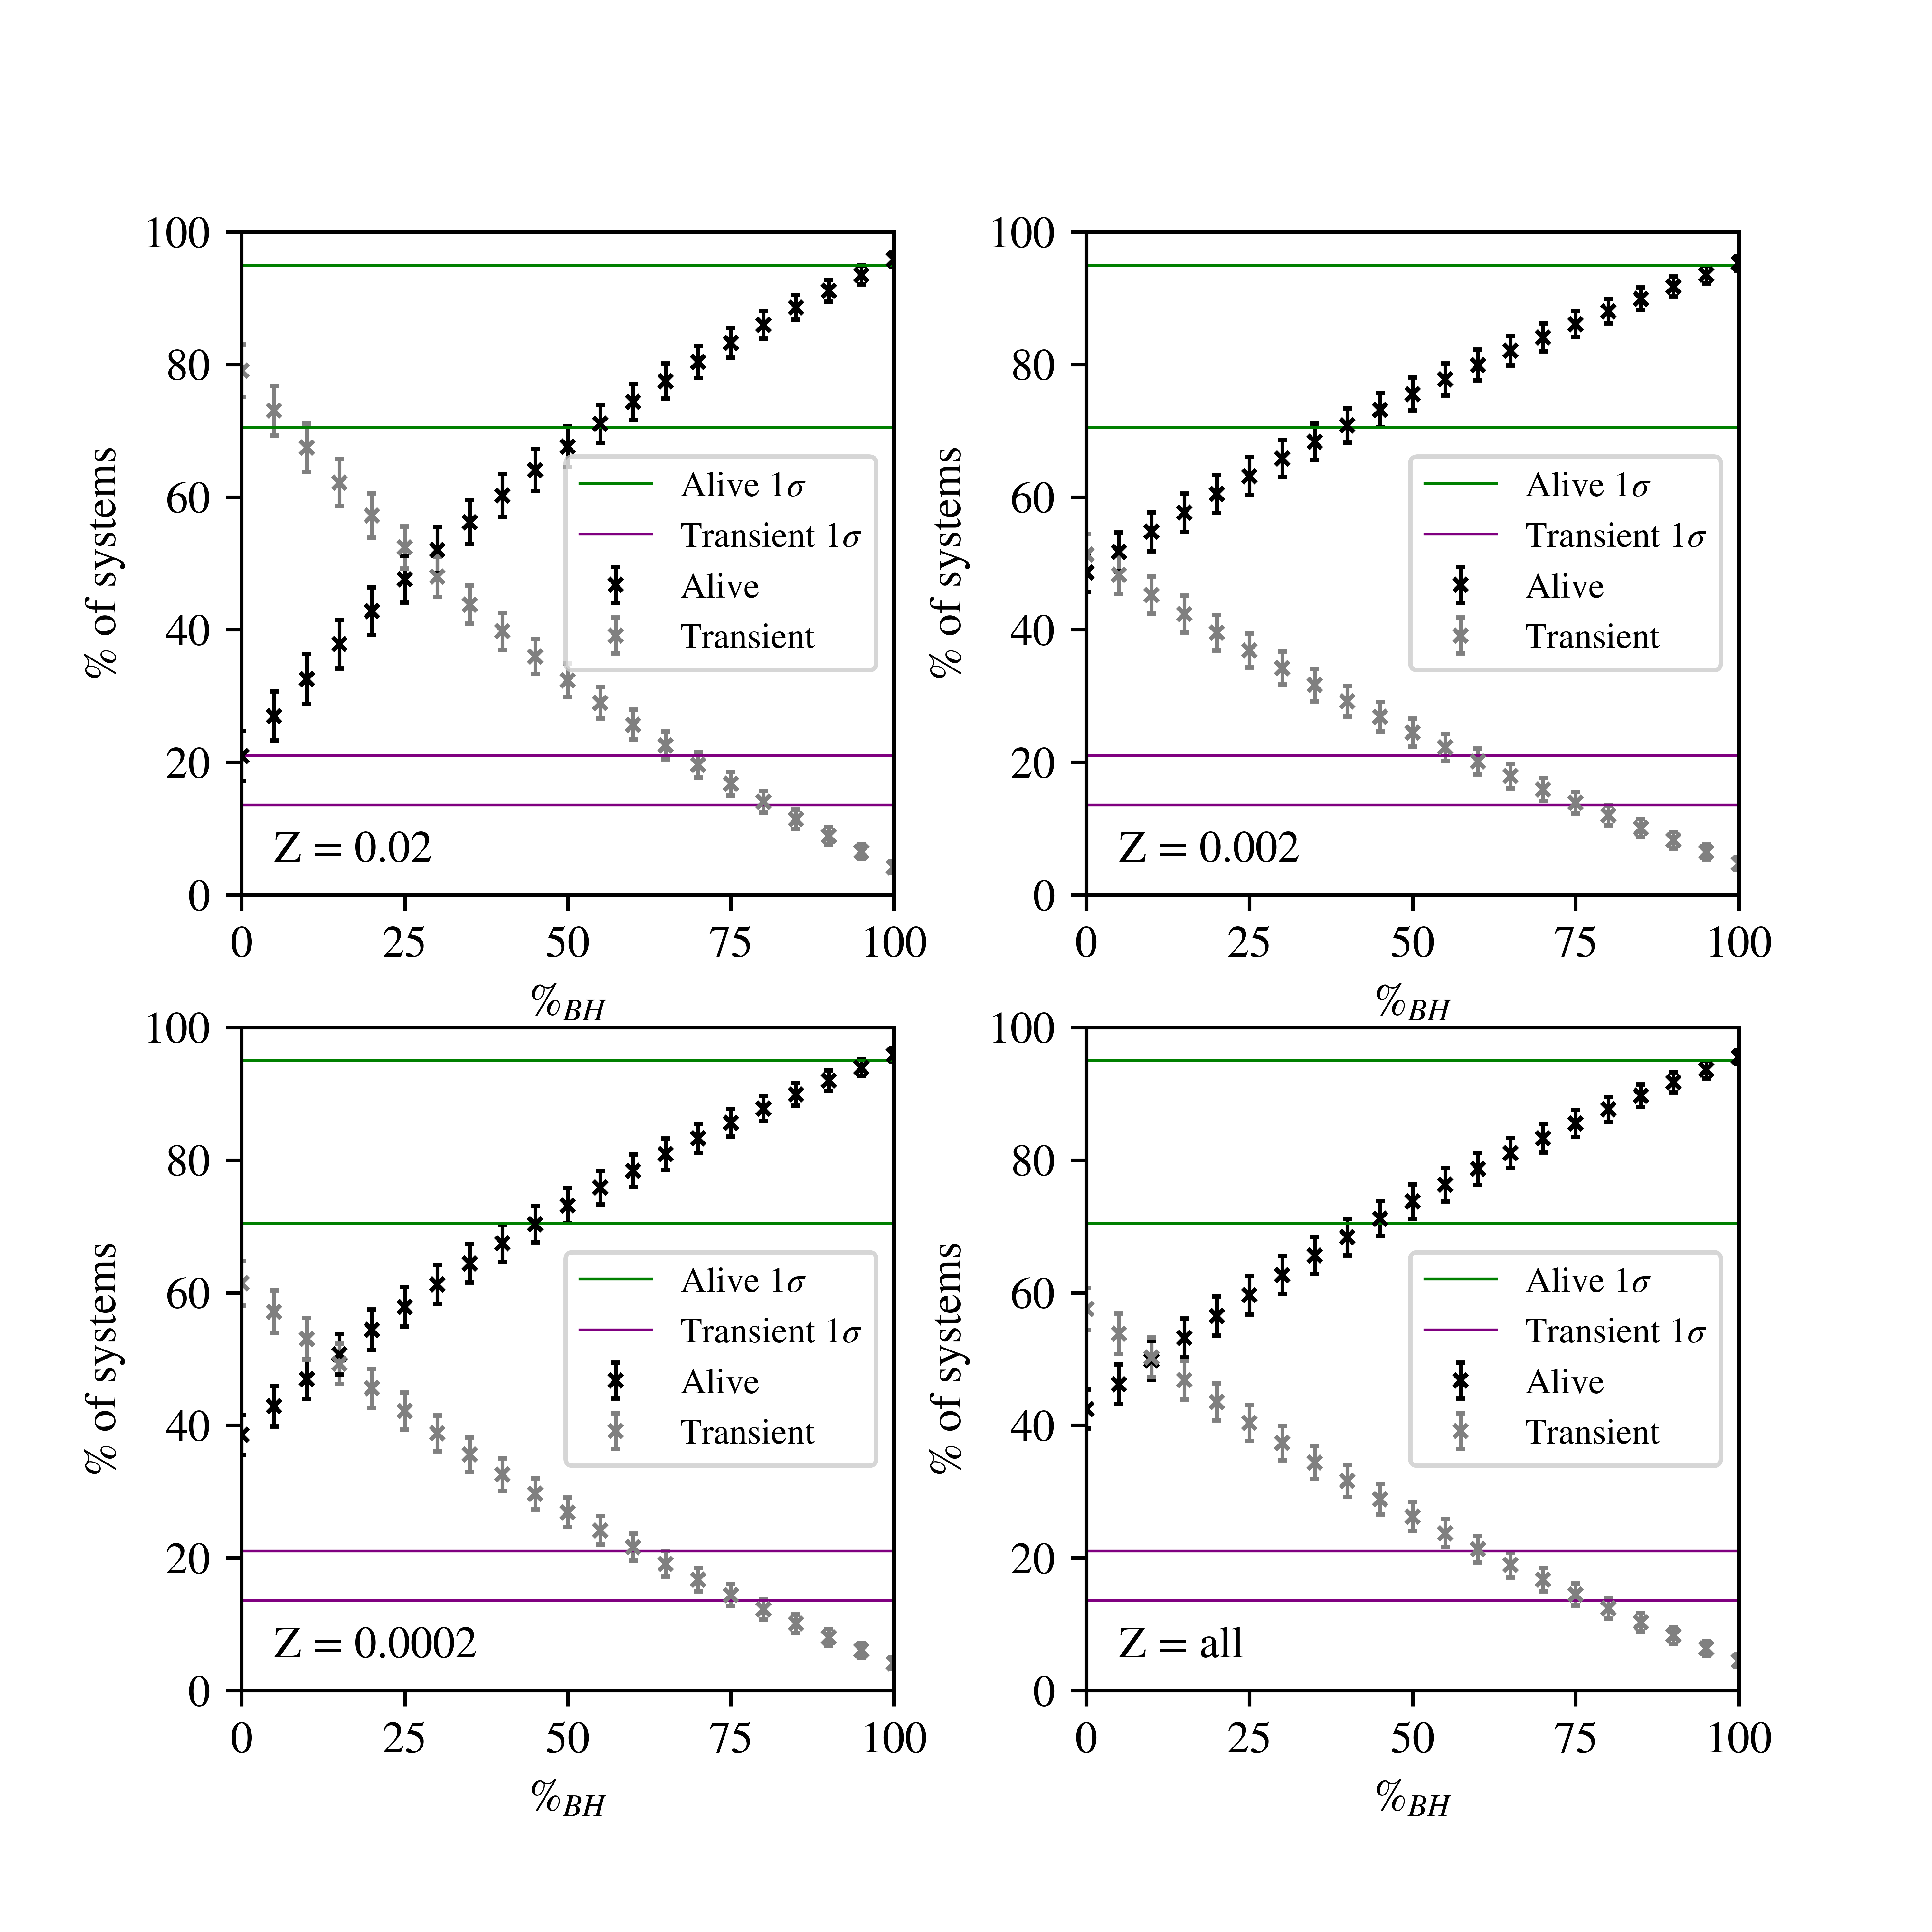 100
80
60
40
20
0
% of systems
Alive 1σ
Transient 1σ
Alive
Transient
Z = 0.02
0 25 50 75 100
%BH
100
80
60
40
20
0
% of systems
Alive 1σ
Transient 1σ
Alive
Transient
Z = 0.002
0 25 50 75 100
%BH
100
80
60
40
20
0
% of systems
Alive 1σ
Transient 1σ
Alive
Transient
Z = 0.0002
0 25 50 75 100
%BH
100
80
60
40
20
0
% of systems
Alive 1σ
Transient 1σ
Alive
Transient
Z = all
0 25 50 75 100
%BH